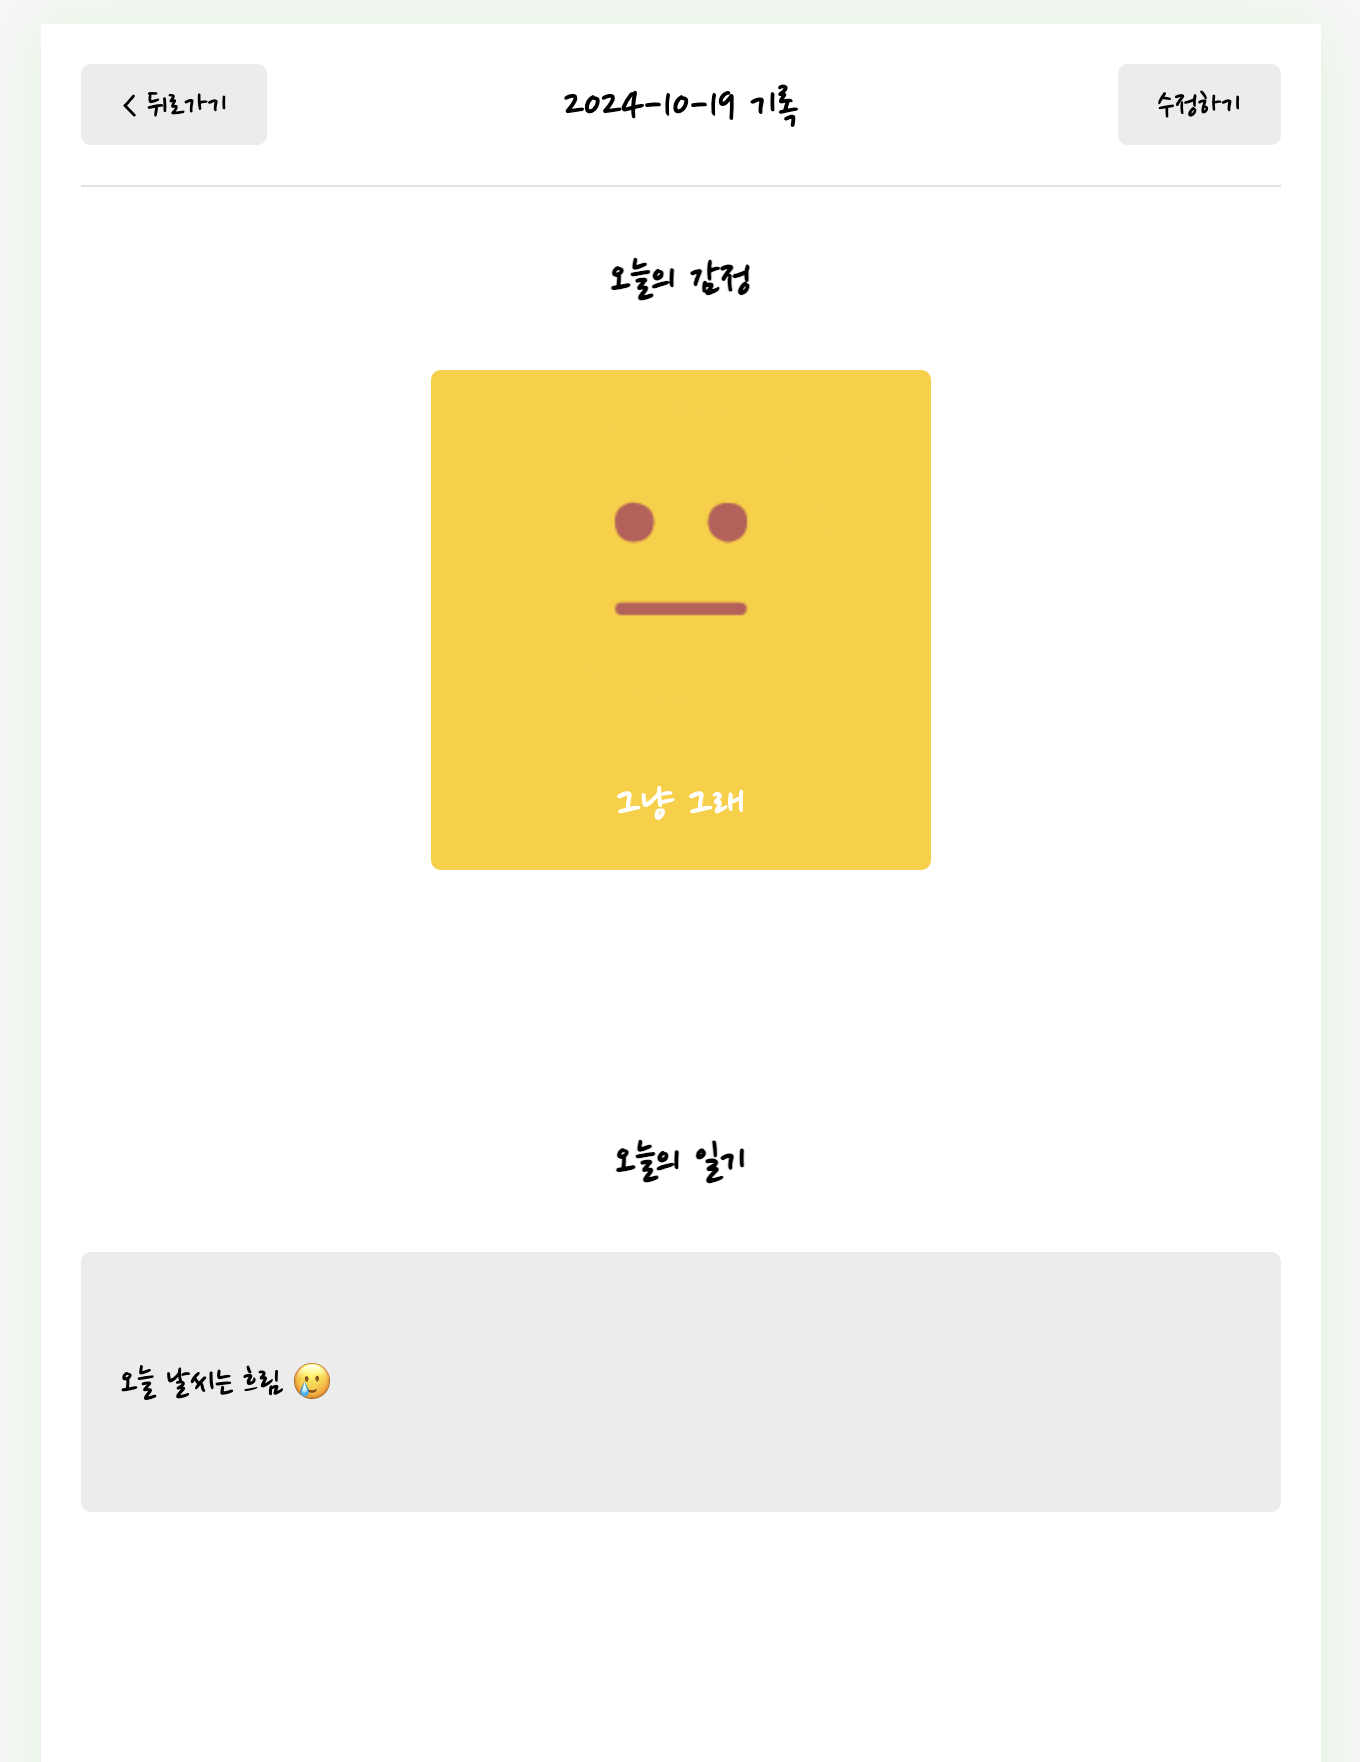 < 뒤로가기
2024-10-19 기록
수정하기
오늘의 감정
그냥 그래
오늘의 일기
오늘 날씨는 흐림 🥲